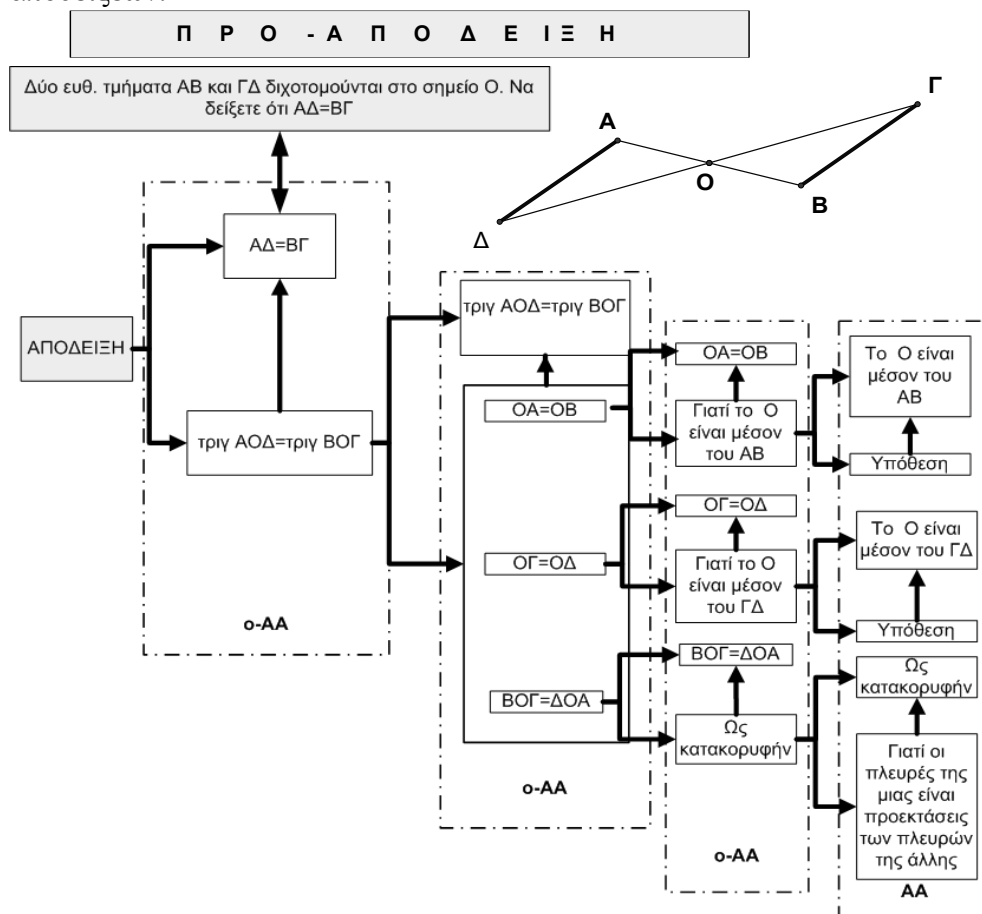 Π Ρ Ο - Α Π Ο Δ Ε Ι Ξ Η
Δύο ευθ. τμήματα ΑΒ και ΓΔ διχοτομούνται στο σημείο Ο. Να
δείξετε ότι ΑΔ=ΒΓ
Α
Γ
Ο
Β
Δ
ΑΔ=ΒΓ
ΑΠΟΔΕΙΞΗ
τριγ ΑΟΔ=τριγ ΒΟΓ
ο-ΑΑ
τριγ ΑΟΔ=τριγ ΒΟΓ
ΟΑ=ΟΒ
ΟΓ=ΟΔ
ΒΟΓ=ΔΟΑ
ο-ΑΑ
ΟΑ=ΟΒ
Γιατί το Ο
είναι μέσον
του ΑΒ
ΟΓ=ΟΔ
Γιατί το Ο
είναι μέσον
του ΓΔ
ΒΟΓ=ΔΟΑ
Ως
κατακορυφήν
ο-ΑΑ
Το Ο είναι
μέσον του
ΑΒ
Υπόθεση
Το Ο είναι
μέσον του ΓΔ
Υπόθεση
Ως
κατακορυφήν
Γιατί οι
πλευρές της
μιας είναι
προεκτάσεις
των πλευρών
της άλλης
ΑΑ